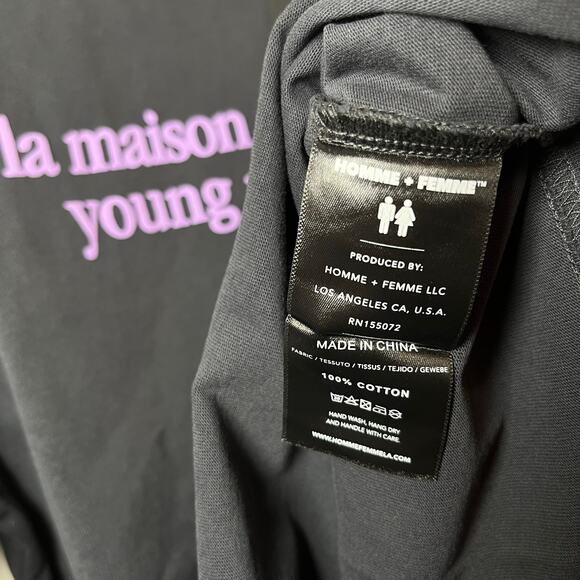 la maison
young
HOMME + FEMME™
PRODUCED BY:
HOMME + FEMME LLC
LOS ANGELES CA, U.S.A.
RN155072
MADE IN CHINA
FABRIC / TESSUTO / TISSUS / TEJIDO / GEWEBE
100% COTTON
HAND WASH, HANG DRY
AND HANDLE WITH CARE.
WWW.HOMMEFEMMELA.COM